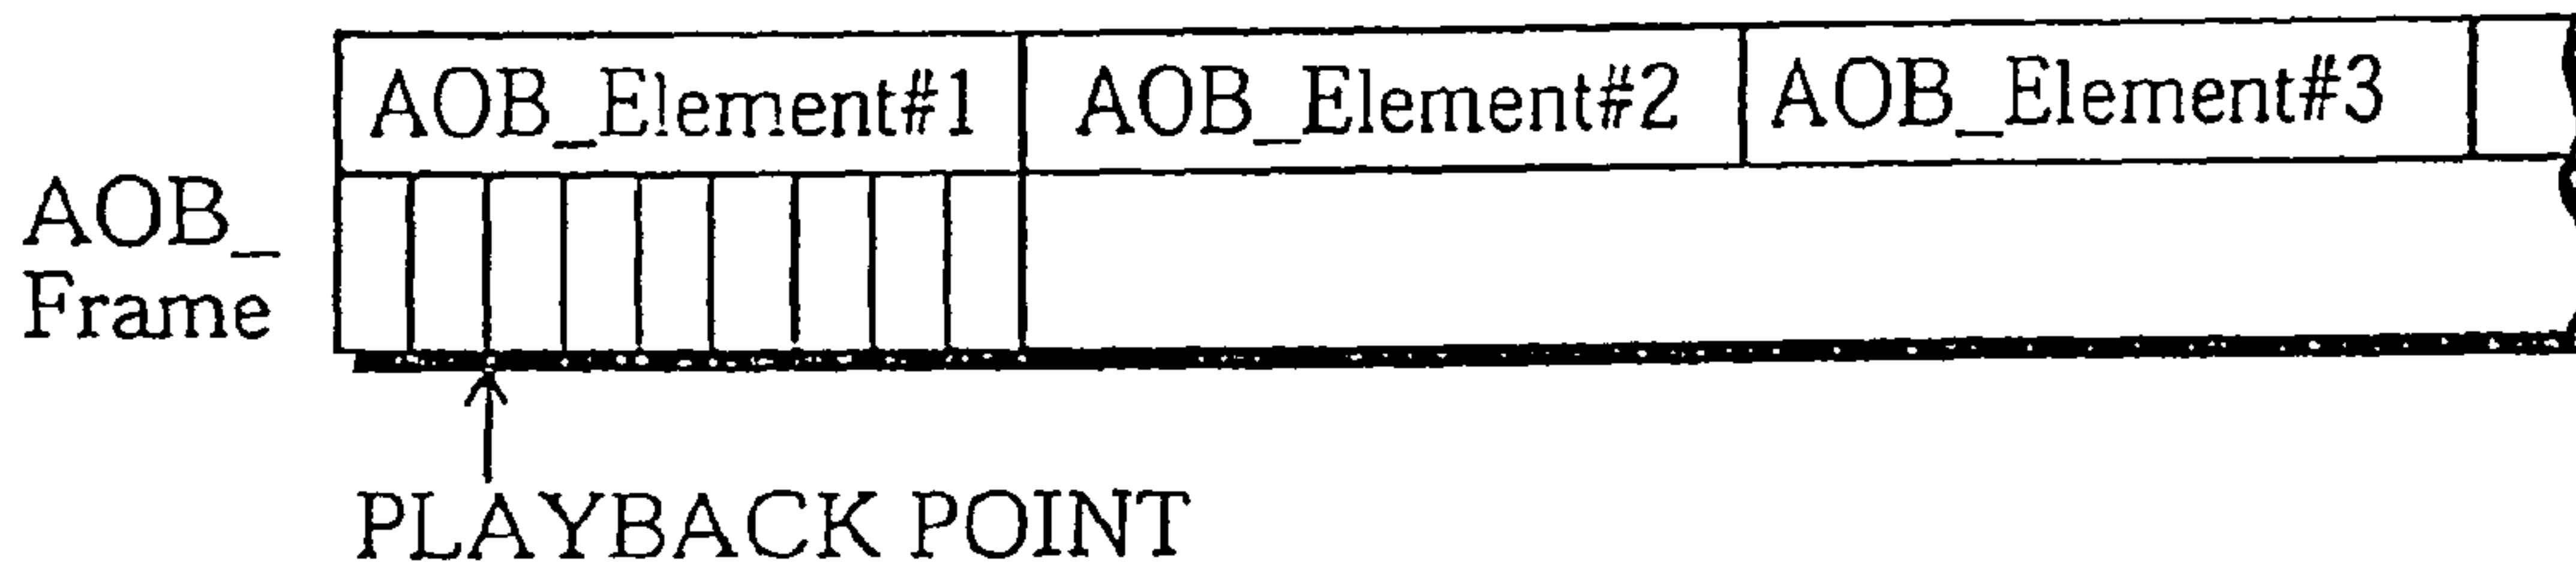 AOB_Element#1 AOB_Element#2 AOB_Element#3
AOB_
Frame
PLAYBACK POINT